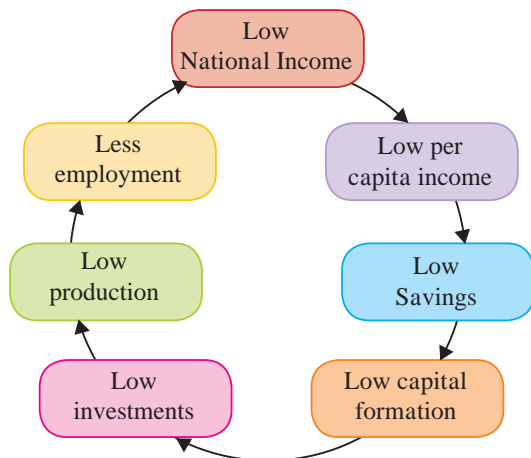 Low
National Income
Less
employment
Low per
capita income
Low
production
Low
Savings
Low
investments
Low capital
formation